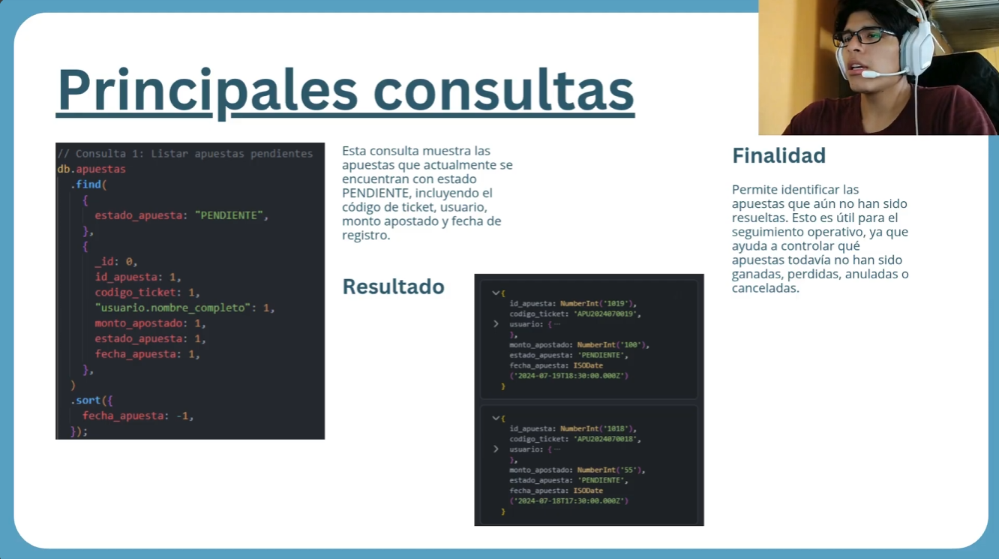 Principales consultas
// Consulta 1: Listar apuestas pendientes
db.apuestas
.find(
{
estado_apuesta: "PENDIENTE",
},
{
_id: 0,
id_apuesta: 1,
codigo_ticket: 1,
"usuario.nombre_completo": 1,
monto_apostado: 1,
estado_apuesta: 1,
fecha_apuesta: 1,
},
)
.sort({
fecha_apuesta: -1,
});
Esta consulta muestra las
apuestas que actualmente se
encuentran con estado
PENDIENTE, incluyendo el
código de ticket, usuario,
monto apostado y fecha de
registro.
Resultado
{
id_apuesta: NumberInt('1019'),
codigo_ticket: 'APU2024070019',
usuario: { ···
},
monto_apostado: NumberInt('100'),
estado_apuesta: 'PENDIENTE',
fecha_apuesta: ISODate
('2024-07-19T18:30:00.000Z')
}
{
id_apuesta: NumberInt('1018'),
codigo_ticket: 'APU2024070018',
usuario: { ···
},
monto_apostado: NumberInt('55'),
estado_apuesta: 'PENDIENTE',
fecha_apuesta: ISODate
('2024-07-18T17:30:00.000Z')
}
Finalidad
Permite identificar las
apuestas que aún no han sido
resueltas. Esto es útil para el
seguimiento operativo, ya que
ayuda a controlar qué
apuestas todavía no han sido
ganadas, perdidas, anuladas o
canceladas.